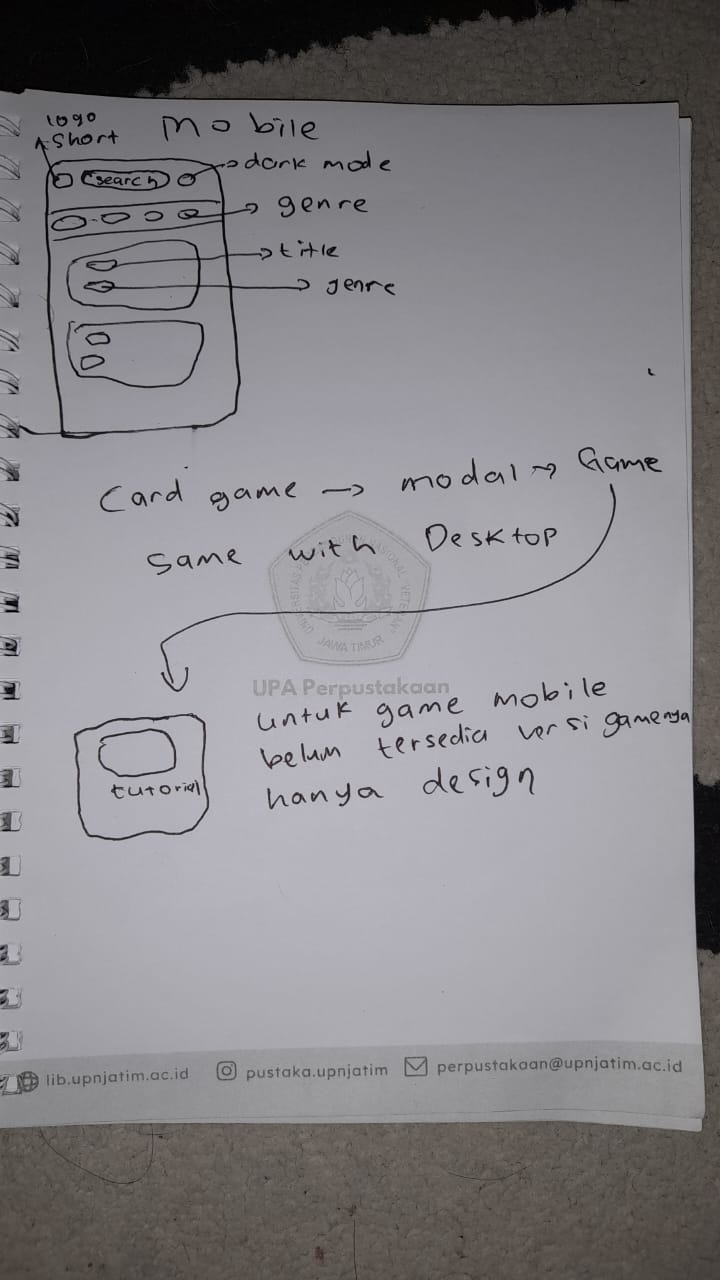 logo
short
mobile
search
dark mode
genre
title
genre
Card game → modal → Game
same with Desktop
UNIVERSITAS PEMBANGUNAN NASIONAL "VETERAN"
JAWA TIMUR
UPA Perpustakaan
untuk game mobile
belum tersedia versi gamenya
hanya design
tutorial
lib.upnjatim.ac.id pustaka.upnjatim perpustakaan@upnjatim.ac.id